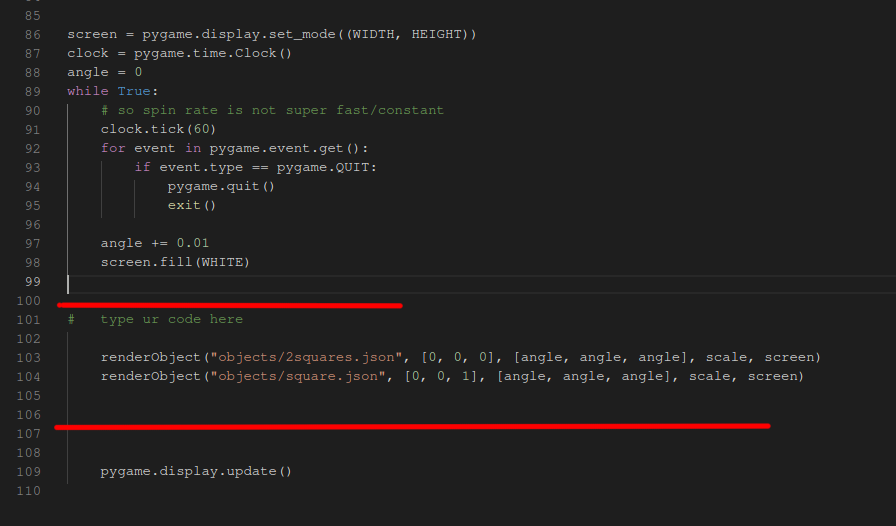 85
86 screen = pygame.display.set_mode((WIDTH, HEIGHT))
87 clock = pygame.time.Clock()
88 angle = 0
89 while True:
90     # so spin rate is not super fast/constant
91     clock.tick(60)
92     for event in pygame.event.get():
93         if event.type == pygame.QUIT:
94             pygame.quit()
95             exit()
96
97     angle += 0.01
98     screen.fill(WHITE)
99
100
101 #   type ur code here
102
103     renderObject("objects/2squares.json", [0, 0, 0], [angle, angle, angle], scale, screen)
104     renderObject("objects/square.json", [0, 0, 1], [angle, angle, angle], scale, screen)
105
106
107
108
109     pygame.display.update()
110